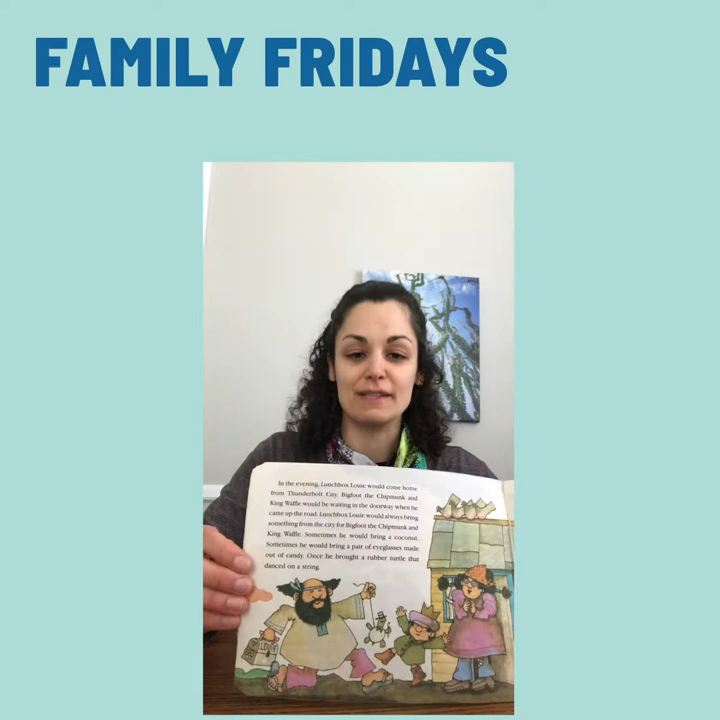 FAMILY FRIDAYS
In the evening, Lunchbox Louie would come home
from Thunderbolt City. Bigfoot the Chipmunk and
King Waffle would be waiting in the doorway when he
came up the road. Lunchbox Louie would always bring
something from the city for Bigfoot the Chipmunk and
King Waffle. Sometimes he would bring a coconut.
Sometimes he would bring a pair of eyeglasses made
out of candy. Once he brought a rubber turtle that
danced on a string.
LOUIE